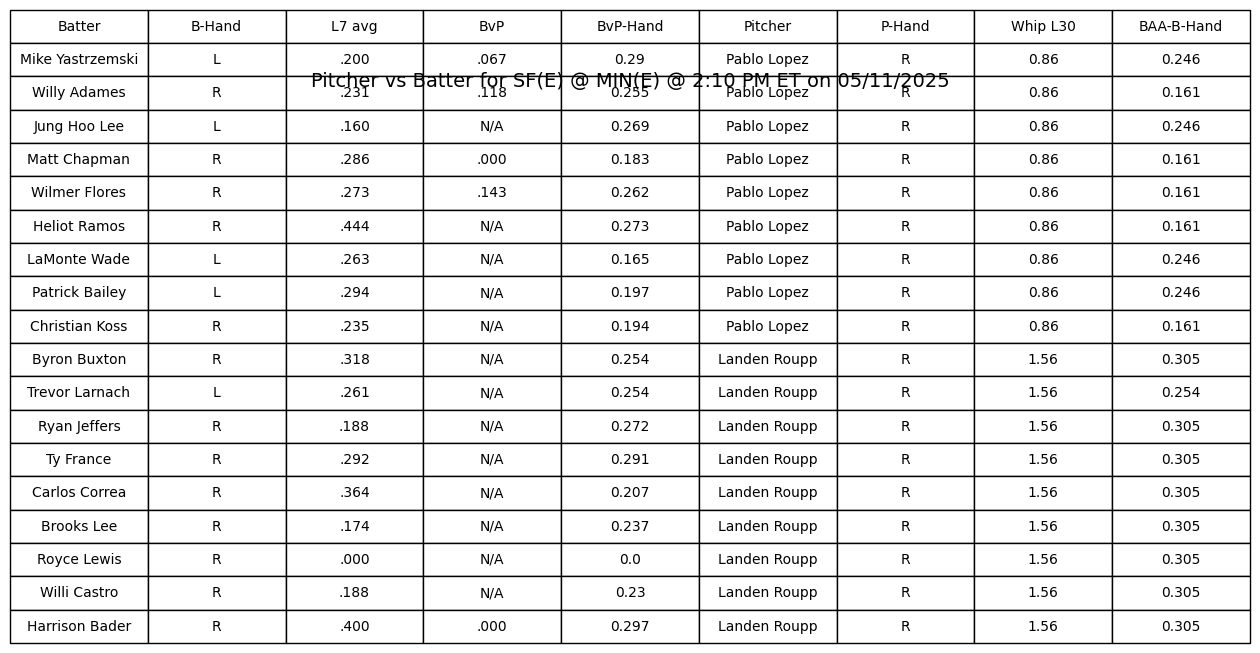 Batter B-Hand L7 avg BvP BvP-Hand Pitcher P-Hand Whip L30 BAA-B-Hand
Mike Yastrzemski L .200 .067 0.29 Pablo Lopez R 0.86 0.246
Pitcher vs Batter for SF(E) @ MIN(E) @ 2:10 PM ET on 05/11/2025
Willy Adames R .231 .118 0.255 Pablo Lopez R 0.86 0.161
Jung Hoo Lee L .160 N/A 0.269 Pablo Lopez R 0.86 0.246
Matt Chapman R .286 .000 0.183 Pablo Lopez R 0.86 0.161
Wilmer Flores R .273 .143 0.262 Pablo Lopez R 0.86 0.161
Heliot Ramos R .444 N/A 0.273 Pablo Lopez R 0.86 0.161
LaMonte Wade L .263 N/A 0.165 Pablo Lopez R 0.86 0.246
Patrick Bailey L .294 N/A 0.197 Pablo Lopez R 0.86 0.246
Christian Koss R .235 N/A 0.194 Pablo Lopez R 0.86 0.161
Byron Buxton R .318 N/A 0.254 Landen Roupp R 1.56 0.305
Trevor Larnach L .261 N/A 0.254 Landen Roupp R 1.56 0.254
Ryan Jeffers R .188 N/A 0.272 Landen Roupp R 1.56 0.305
Ty France R .292 N/A 0.291 Landen Roupp R 1.56 0.305
Carlos Correa R .364 N/A 0.207 Landen Roupp R 1.56 0.305
Brooks Lee R .174 N/A 0.237 Landen Roupp R 1.56 0.305
Royce Lewis R .000 N/A 0.0 Landen Roupp R 1.56 0.305
Willi Castro R .188 N/A 0.23 Landen Roupp R 1.56 0.305
Harrison Bader R .400 .000 0.297 Landen Roupp R 1.56 0.305